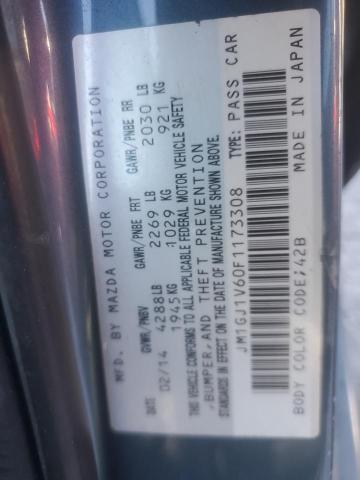 MFD. BY MAZDA MOTOR CORPORATION
DATE GVWR/PNBV GAWR/PNBE FRT GAWR/PNBE RR
02/14 4288LB 2269 LB 2030 LB
1945KG 1029 KG 921 KG
THIS VEHICLE CONFORMS TO ALL APPLICABLE FEDERAL MOTOR VEHICLE SAFETY
,BUMPER,AND THEFT PREVENTION
STANDARDS IN EFFECT ON THE DATE OF MANUFACTURE SHOWN ABOVE.
JM1GJ1V60F1173308 TYPE: PASS CAR
BODY COLOR CODE;42B MADE IN JAPAN